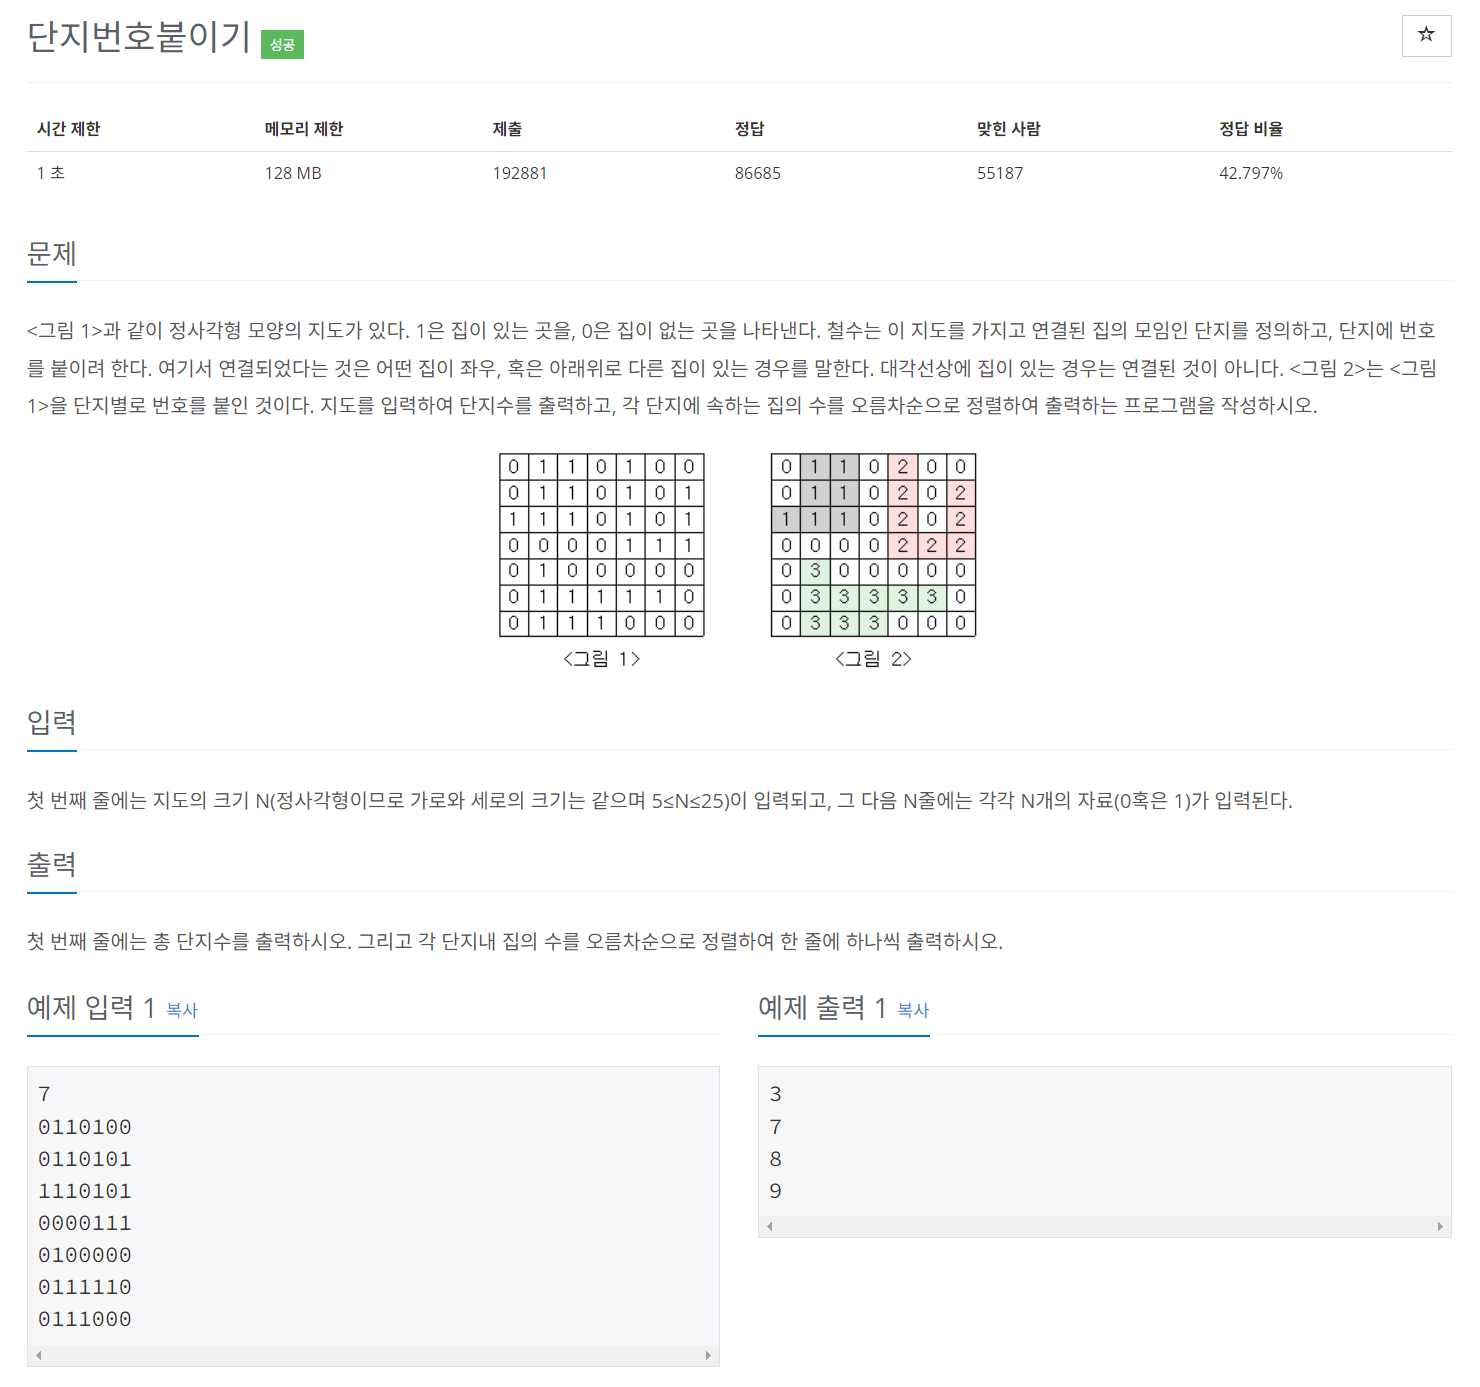 단지번호붙이기 성공
☆
시간 제한 메모리 제한 제출 정답 맞힌 사람 정답 비율
1 초 128 MB 192881 86685 55187 42.797%
문제
<그림 1>과 같이 정사각형 모양의 지도가 있다. 1은 집이 있는 곳을, 0은 집이 없는 곳을 나타낸다. 철수는 이 지도를 가지고 연결된 집의 모임인 단지를 정의하고, 단지에 번호
를 붙이려 한다. 여기서 연결되었다는 것은 어떤 집이 좌우, 혹은 아래위로 다른 집이 있는 경우를 말한다. 대각선상에 집이 있는 경우는 연결된 것이 아니다. <그림 2>는 <그림
1>을 단지별로 번호를 붙인 것이다. 지도를 입력하여 단지수를 출력하고, 각 단지에 속하는 집의 수를 오름차순으로 정렬하여 출력하는 프로그램을 작성하시오.
0 1 1 0 1 0 0
0 1 1 0 1 0 1
1 1 1 0 1 0 1
0 0 0 0 1 1 1
0 1 0 0 0 0 0
0 1 1 1 1 1 0
0 1 1 1 0 0 0
<그림 1>
0 1 1 0 2 0 0
0 1 1 0 2 0 2
1 1 1 0 2 0 2
0 0 0 0 2 2 2
0 3 0 0 0 0 0
0 3 3 3 3 3 0
0 3 3 3 0 0 0
<그림 2>
입력
첫 번째 줄에는 지도의 크기 N(정사각형이므로 가로와 세로의 크기는 같으며 5≤N≤25)이 입력되고, 그 다음 N줄에는 각각 N개의 자료(0혹은 1)가 입력된다.
출력
첫 번째 줄에는 총 단지수를 출력하시오. 그리고 각 단지내 집의 수를 오름차순으로 정렬하여 한 줄에 하나씩 출력하시오.
예제 입력 1 복사
7
0110100
0110101
1110101
0000111
0100000
0111110
0111000
예제 출력 1 복사
3
7
8
9